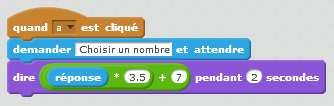 quand a est cliqué
demander Choisir un nombre et attendre
dire réponse * 3.5 + 7 pendant 2 secondes